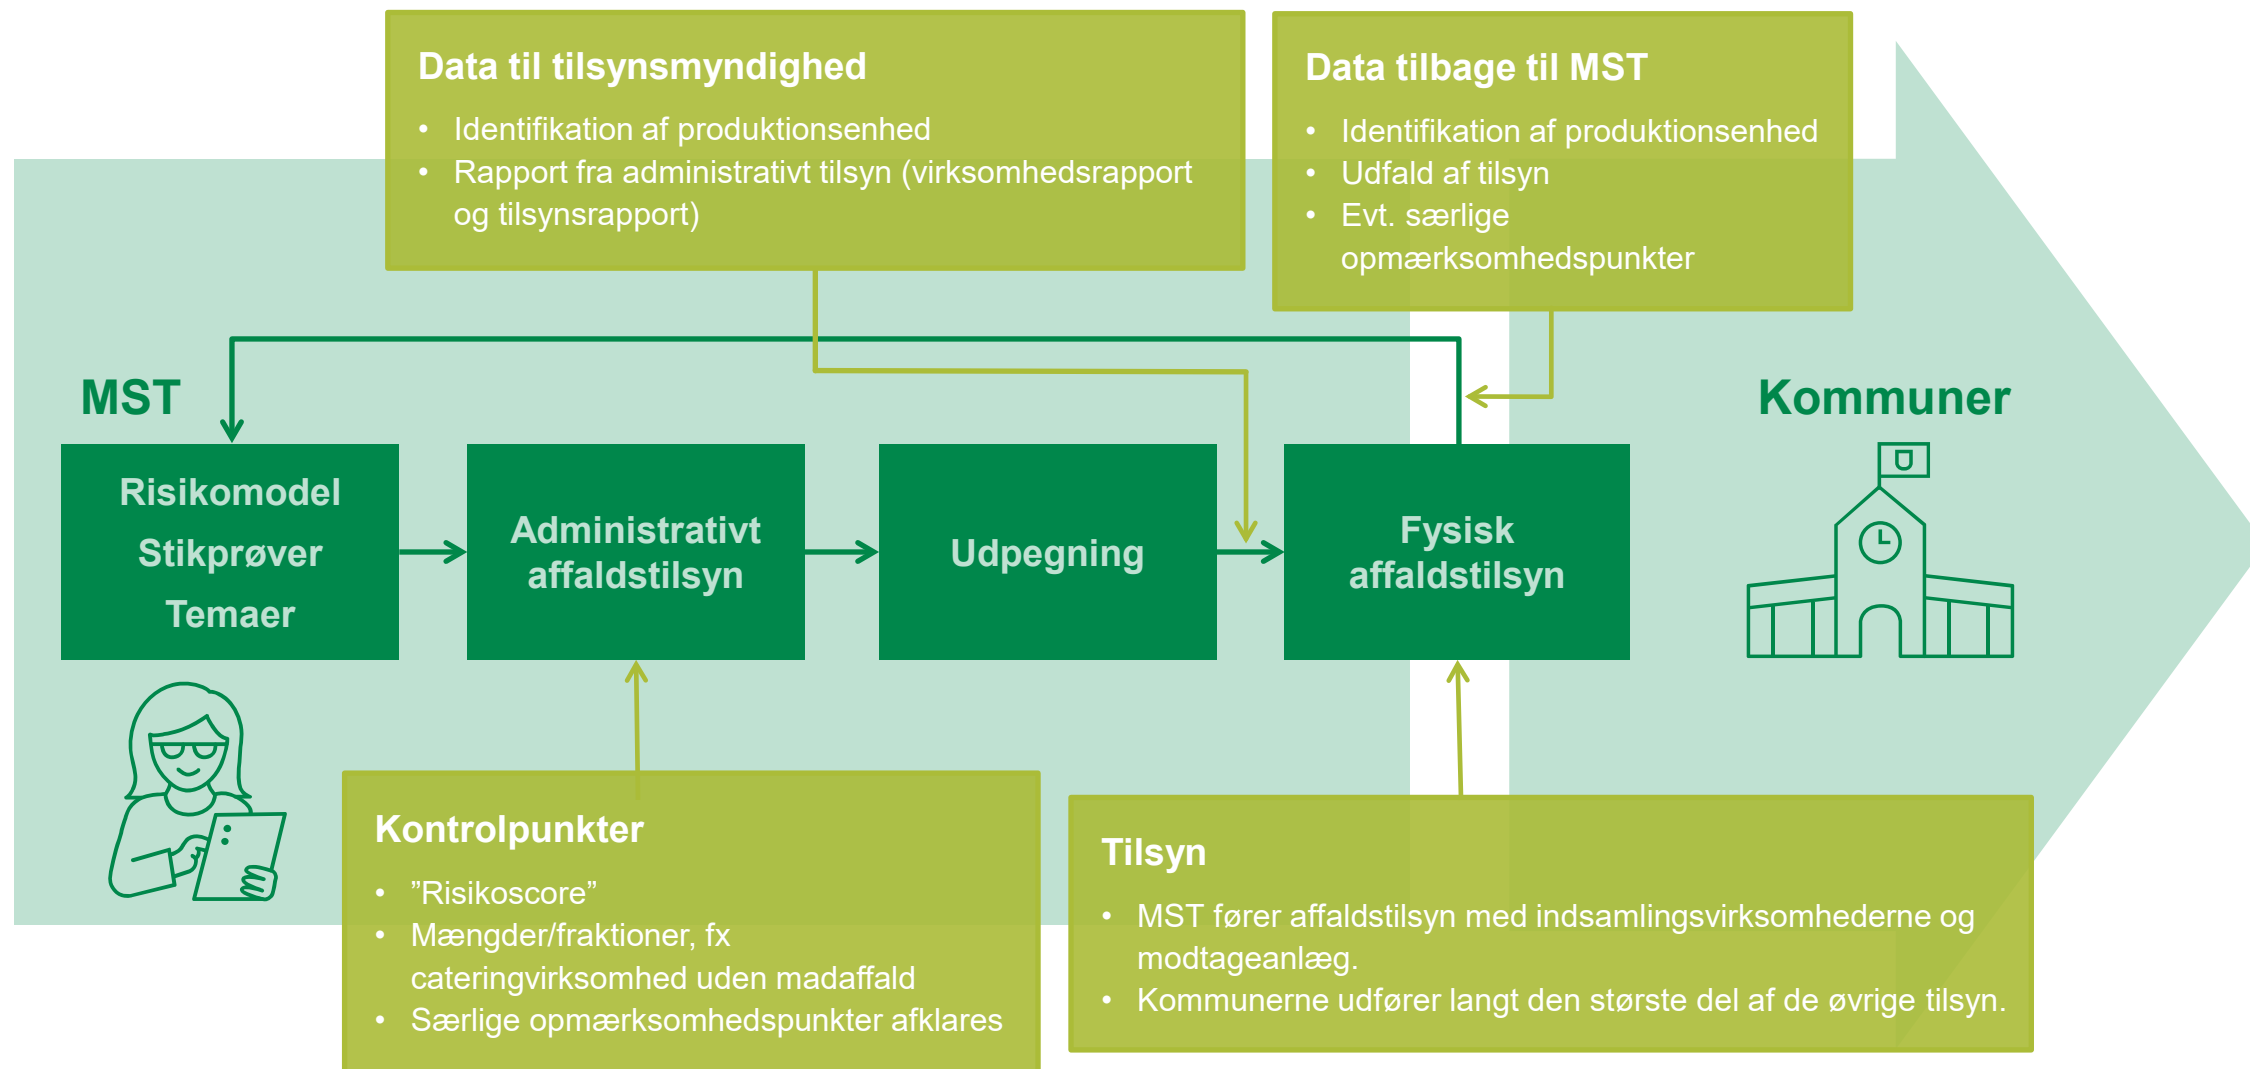 Data til tilsynsmyndighed
• Identifikation af produktionsenhed
• Rapport fra administrativt tilsyn (virksomhedsrapport
og tilsynsrapport)
Data tilbage til MST
• Identifikation af produktionsenhed
• Udfald af tilsyn
• Evt. særlige
opmærksomhedspunkter
MST
Kommuner
Risikomodel
Stikprøver
Temaer
Administrativt
affaldstilsyn
Udpegning
Fysisk
affaldstilsyn
Kontrolpunkter
• ”Risikoscore”
• Mængder/fraktioner, fx
cateringvirksomhed uden madaffald
• Særlige opmærksomhedspunkter afklares
Tilsyn
• MST fører affaldstilsyn med indsamlingsvirksomhederne og
modtageanlæg.
• Kommunerne udfører langt den største del af de øvrige tilsyn.